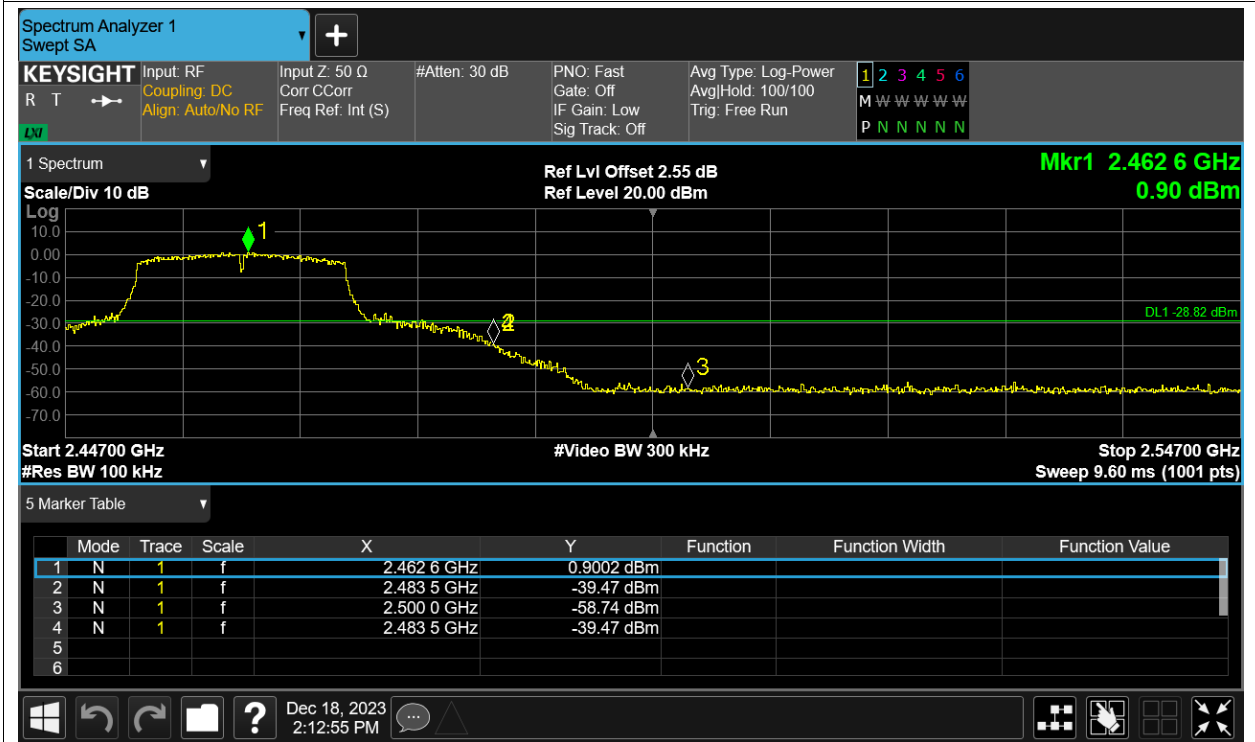 Spectrum Analyzer 1
Swept SA
KEYSIGHT
R T
LXI
Input: RF
Coupling: DC
Align: Auto/No RF
Input Z: 50 Ω
Corr CCorr
Freq Ref: Int (S)
#Atten: 30 dB
PNO: Fast
Gate: Off
IF Gain: Low
Sig Track: Off
Avg Type: Log-Power
Avg|Hold: 100/100
Trig: Free Run
1 2 3 4 5 6
M W W W W W
P N N N N N
1 Spectrum
Scale/Div 10 dB
Ref Lvl Offset 2.55 dB
Ref Level 20.00 dBm
Mkr1 2.462 6 GHz
0.90 dBm
Log
10.0
0.00
-10.0
-20.0
-30.0
-40.0
-50.0
-60.0
-70.0
1
3
DL1 -28.82 dBm
Start 2.44700 GHz
#Res BW 100 kHz
#Video BW 300 kHz
Stop 2.54700 GHz
Sweep 9.60 ms (1001 pts)
5 Marker Table
Mode Trace Scale X Y Function Function Width Function Value
1 N 1 f 2.462 6 GHz 0.9002 dBm
2 N 1 f 2.483 5 GHz -39.47 dBm
3 N 1 f 2.500 0 GHz -58.74 dBm
4 N 1 f 2.483 5 GHz -39.47 dBm
5
6
?
Dec 18, 2023
2:12:55 PM